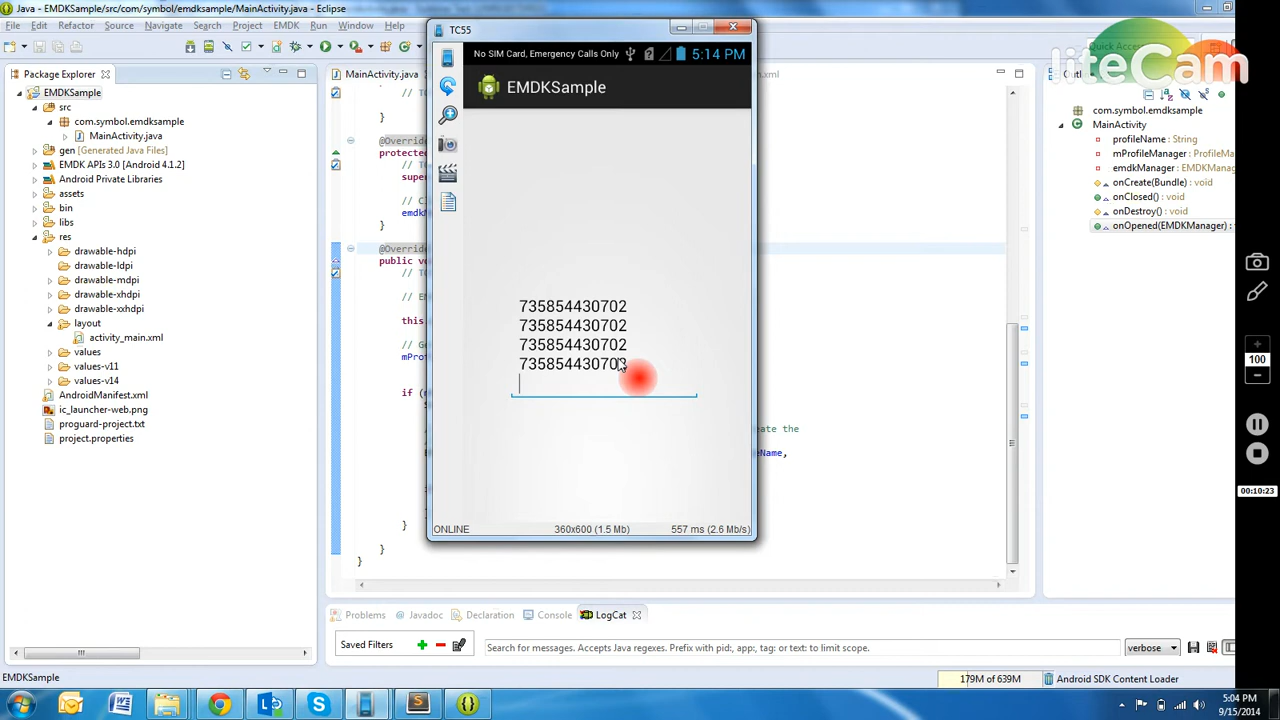 Java - EMDKSample/src/com/symbol/emdksample/MainActivity.java - Eclipse
File Edit Refactor Source Navigate Search Project EMDK Run Window Help
TC55
No SIM Card, Emergency Calls Only 5:14 PM
EMDKSample
735854430702
735854430702
735854430702
73585443070
ONLINE 360x600 (1.5 Mb) 557 ms (2.6 Mb/s)
liteCam
Quick Access
Package Explorer
EMDKSample
src
com.symbol.emdksample
MainActivity.java
gen [Generated Java Files]
EMDK APIs 3.0 [Android 4.1.2]
Android Private Libraries
assets
bin
libs
res
drawable-hdpi
drawable-ldpi
drawable-mdpi
drawable-xhdpi
drawable-xxhdpi
layout
activity_main.xml
values
values-v11
values-v14
AndroidManifest.xml
ic_launcher-web.png
proguard-project.txt
project.properties
MainActivity.java
}
@Override
protected
}
@Override
this
eate the
eName,
}
}
}
com.symbol.emdksample
MainActivity
profileName : String
mProfileManager : ProfileMa
emdkManager : EMDKManag
onCreate(Bundle) : void
onClosed() : void
onDestroy() : void
onOpened(EMDKManager) :
100
00:10:23
Problems Javadoc Declaration Console LogCat
Saved Filters
Search for messages. Accepts Java regexes. Prefix with pid:, app:, tag: or text: to limit scope.
verbose
EMDKSample
179M of 639M
Android SDK Content Loader
5:04 PM
9/15/2014